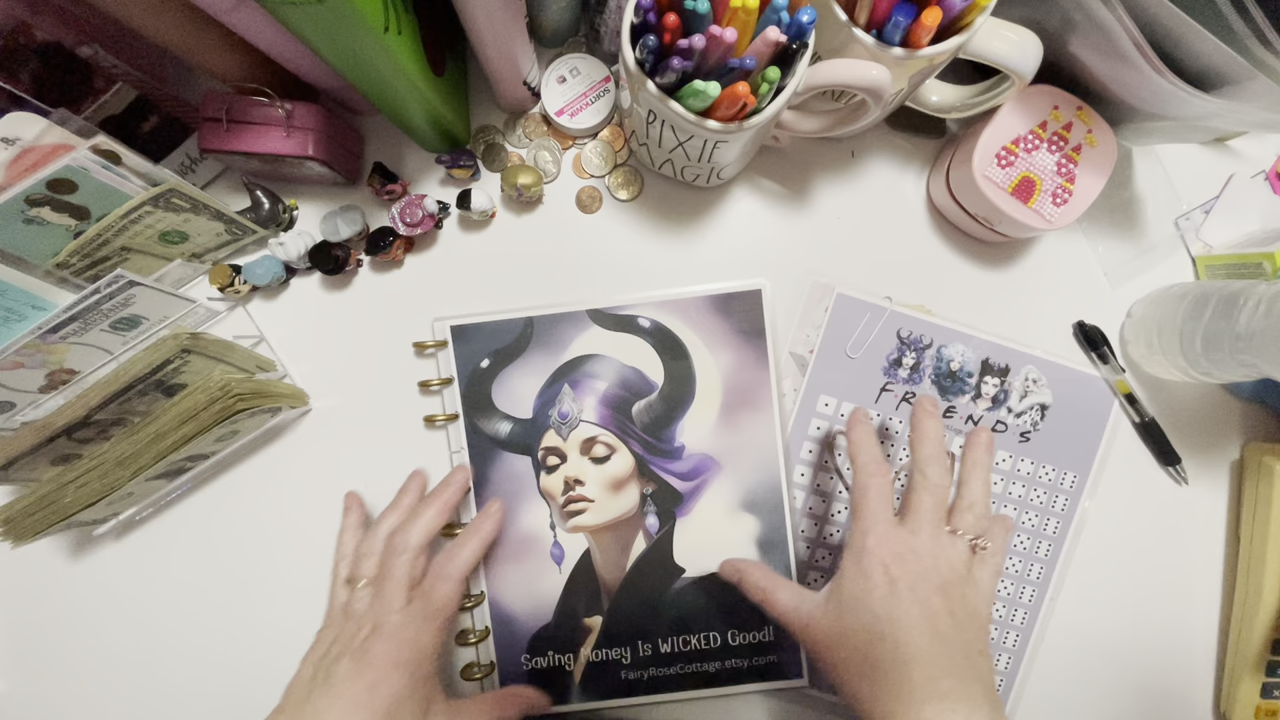 SORTKWIK
PIXIE
MAGIC
FRIENDS
Saving Money Is WICKED Good!
FairyRoseCottage.etsy.com